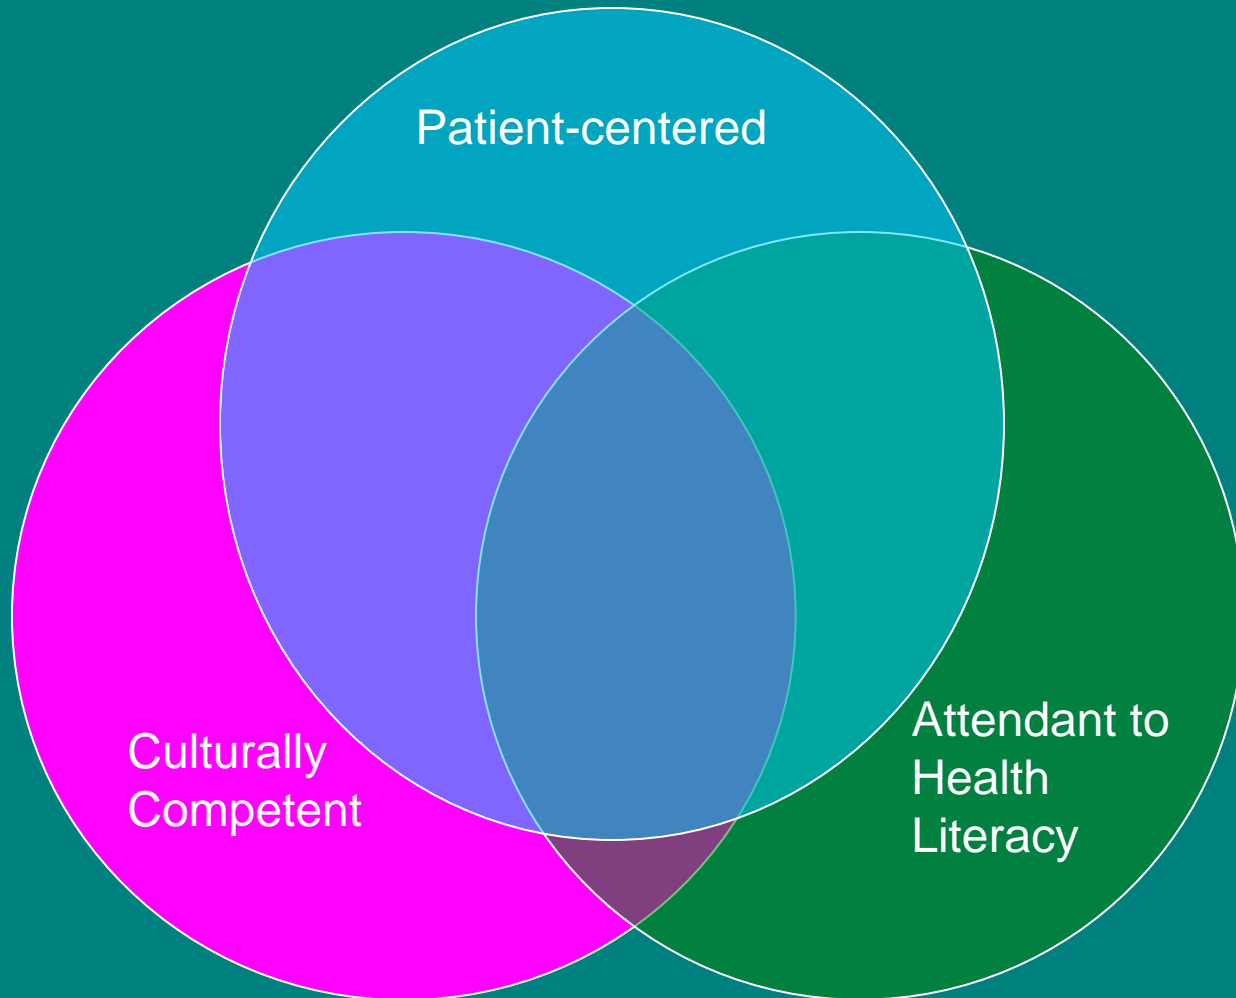 Patient-centered
Culturally
Competent
Attendant to
Health
Literacy